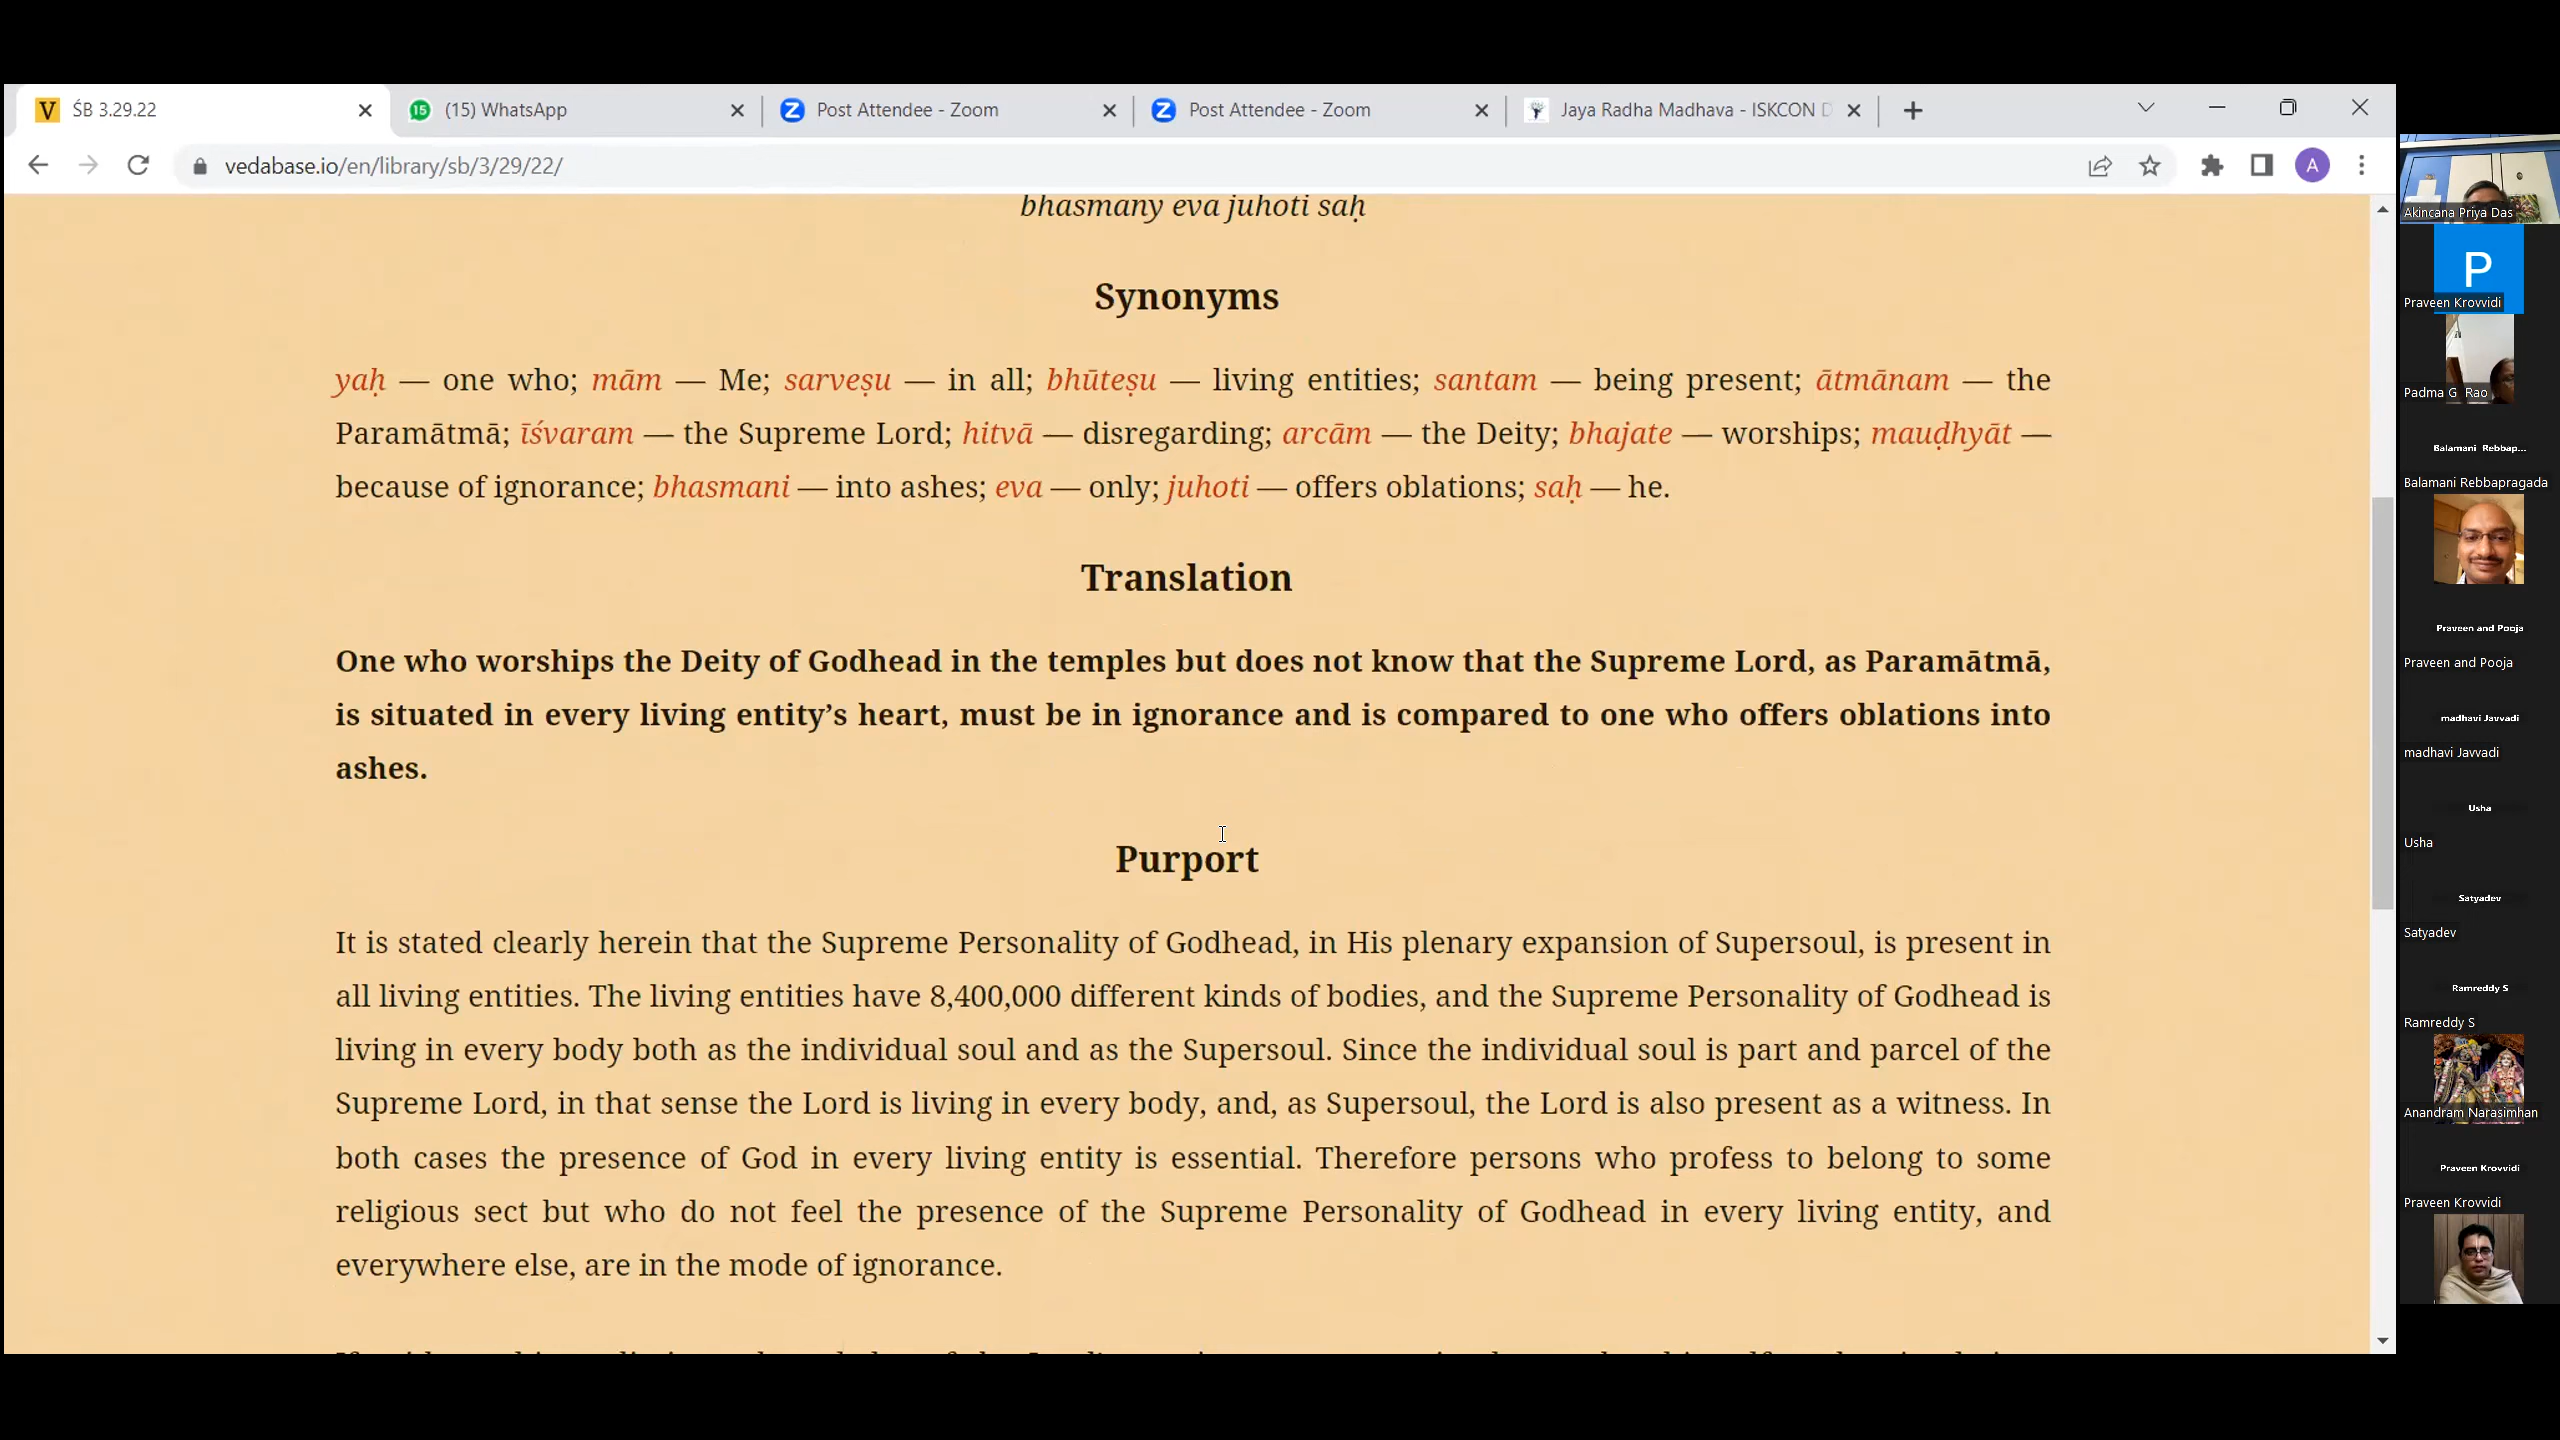 ŚB 3.29.22
(15) WhatsApp
Post Attendee - Zoom
Post Attendee - Zoom
Jaya Radha Madhava - ISKCON D
vedabase.io/en/library/sb/3/29/22/
A
bhasmany eva juhoti saḥ
Synonyms
yaḥ — one who; mām — Me; sarveṣu — in all; bhūteṣu — living entities; santam — being present; ātmānam — the
Paramātmā; īśvaram — the Supreme Lord; hitvā — disregarding; arcām — the Deity; bhajate — worships; mauḍhyāt —
because of ignorance; bhasmani — into ashes; eva — only; juhoti — offers oblations; saḥ — he.
Translation
One who worships the Deity of Godhead in the temples but does not know that the Supreme Lord, as Paramātmā,
is situated in every living entity’s heart, must be in ignorance and is compared to one who offers oblations into
ashes.
Purport
It is stated clearly herein that the Supreme Personality of Godhead, in His plenary expansion of Supersoul, is present in
all living entities. The living entities have 8,400,000 different kinds of bodies, and the Supreme Personality of Godhead is
living in every body both as the individual soul and as the Supersoul. Since the individual soul is part and parcel of the
Supreme Lord, in that sense the Lord is living in every body, and, as Supersoul, the Lord is also present as a witness. In
both cases the presence of God in every living entity is essential. Therefore persons who profess to belong to some
religious sect but who do not feel the presence of the Supreme Personality of Godhead in every living entity, and
everywhere else, are in the mode of ignorance.
Akincana Priya Das
P
Praveen Krovvidi
Padma G Rao
Balamani Rebbap...
Balamani Rebbapragada
Praveen and Pooja
Praveen and Pooja
madhavi Javvadi
madhavi Javvadi
Usha
Usha
Satyadev
Satyadev
Ramreddy S
Ramreddy S
Anandram Narasimhan
Praveen Krovvidi
Praveen Krovvidi